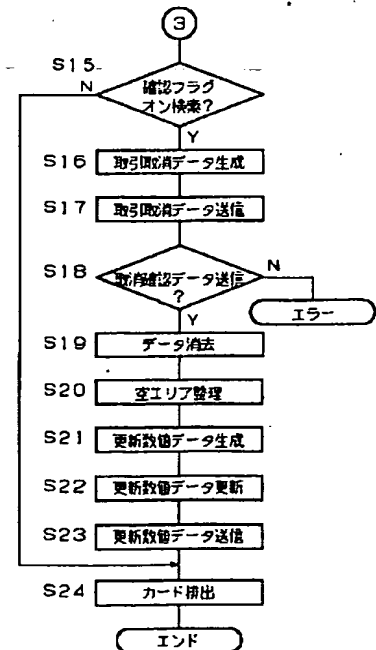 3
S15
N
確認フラグ
オン検索?
Y
S16 取引取消データ生成
S17 取引取消データ送信
S18 取消確認データ送信 N
?
エラー
Y
S19 データ消去
S20 空エリア整理
S21 更新数値データ生成
S22 更新数値データ更新
S23 更新数値データ送信
S24 カード排出
エンド